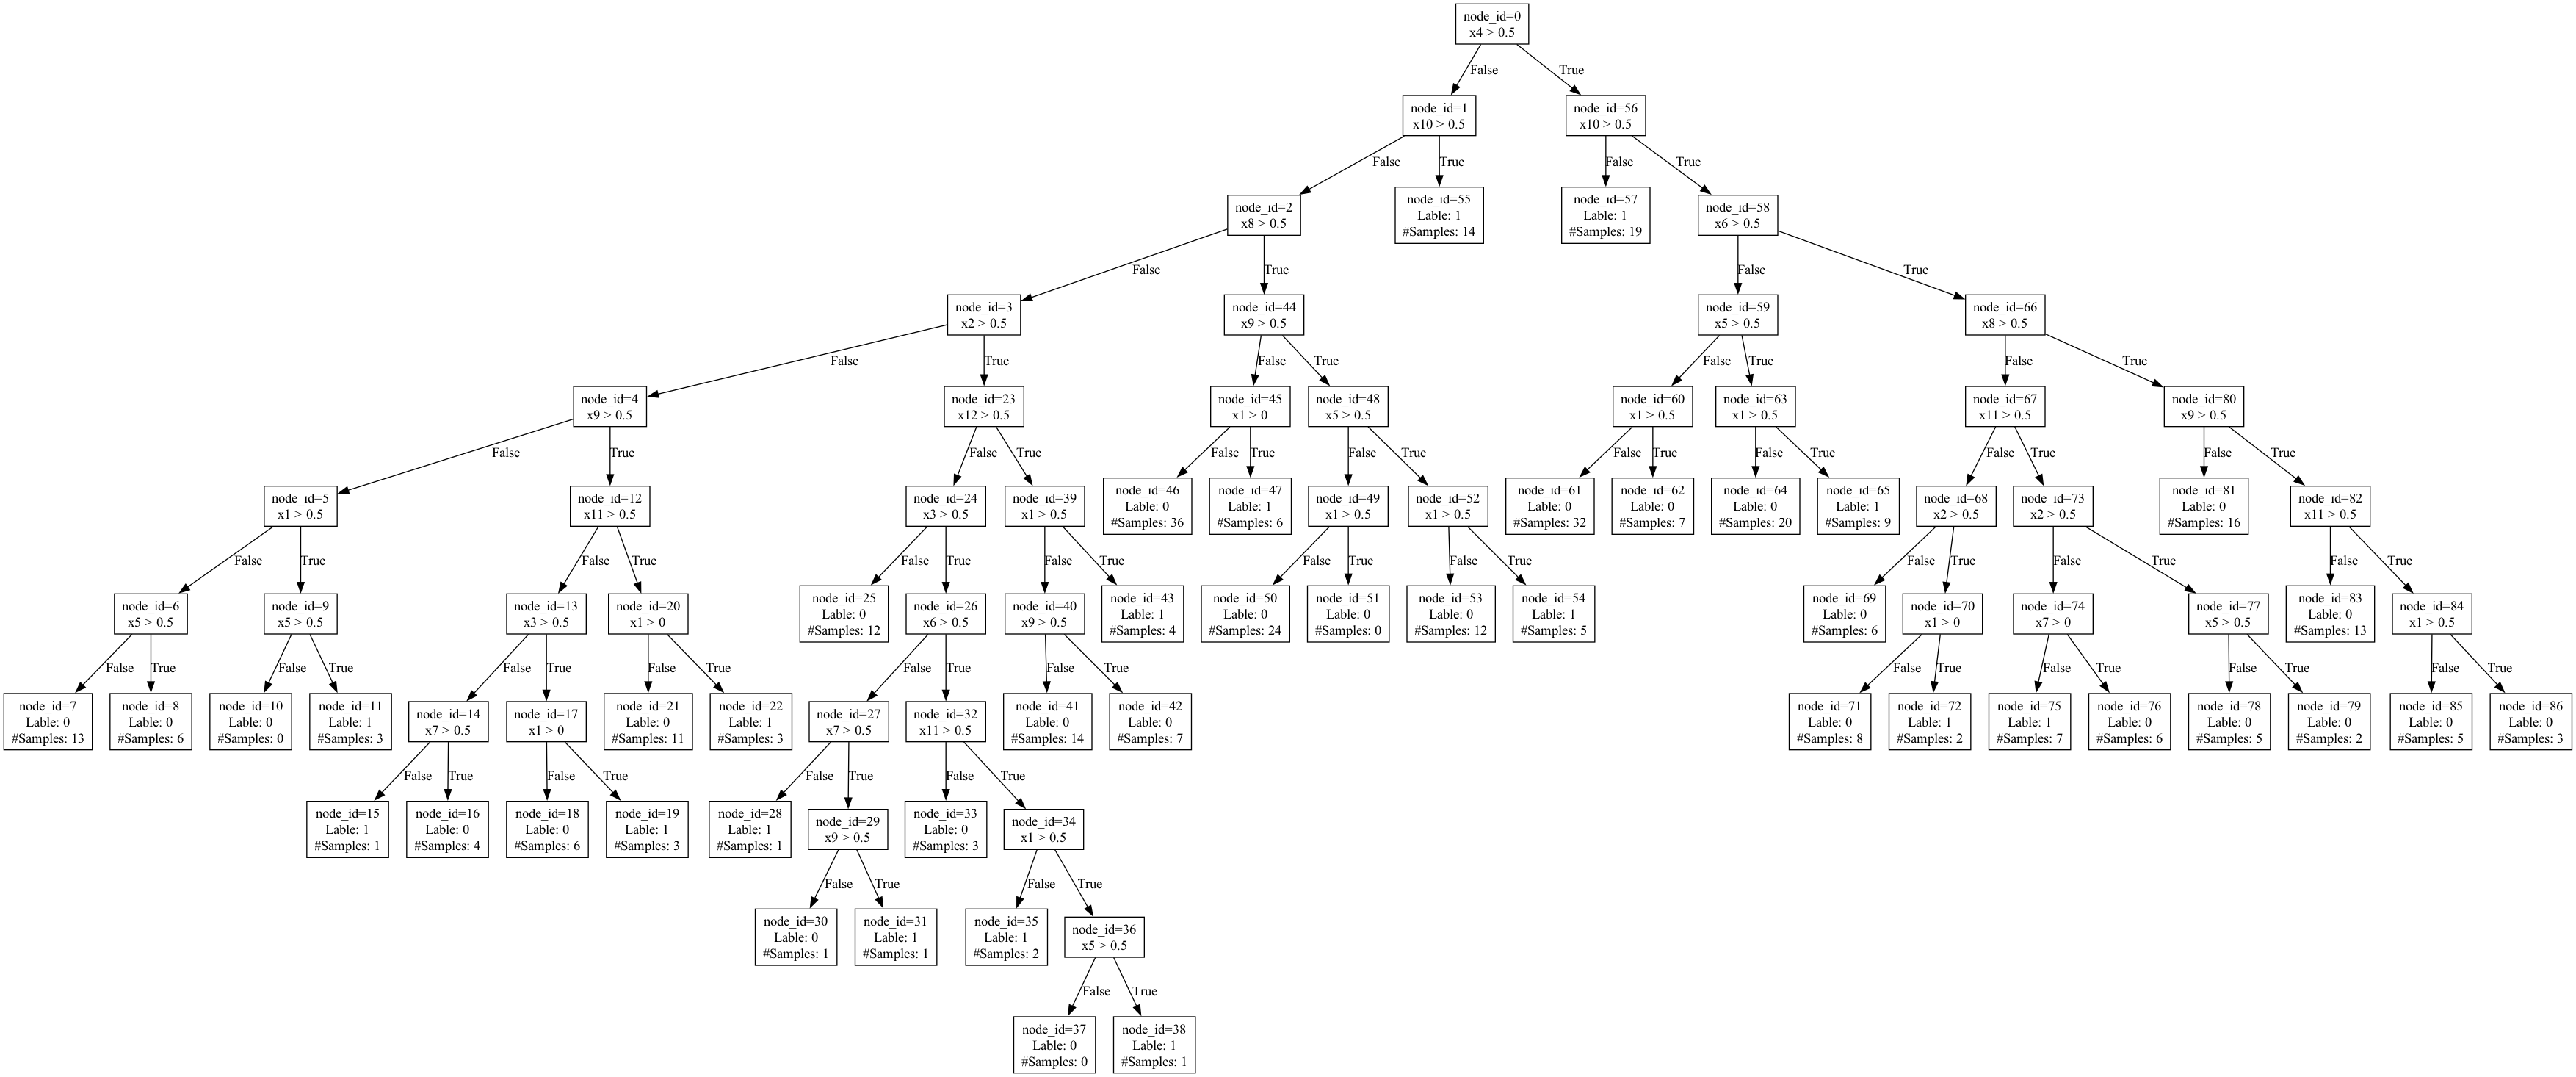 node_id=0
x4 > 0.5
False
True
node_id=1
x10 > 0.5
node_id=56
x10 > 0.5
False
True
False
True
node_id=2
x8 > 0.5
node_id=55
Lable: 1
#Samples: 14
node_id=57
Lable: 1
#Samples: 19
node_id=58
x6 > 0.5
False
True
False
True
node_id=3
x2 > 0.5
node_id=44
x9 > 0.5
node_id=59
x5 > 0.5
node_id=66
x8 > 0.5
False
True
False
True
False
True
False
True
node_id=4
x9 > 0.5
node_id=23
x12 > 0.5
node_id=45
x1 > 0
node_id=48
x5 > 0.5
node_id=60
x1 > 0.5
node_id=63
x1 > 0.5
node_id=67
x11 > 0.5
node_id=80
x9 > 0.5
False
True
False
True
False
True
False
True
False
True
False
True
False
True
False
True
node_id=5
x1 > 0.5
node_id=12
x11 > 0.5
node_id=24
x3 > 0.5
node_id=39
x1 > 0.5
node_id=46
Lable: 0
#Samples: 36
node_id=47
Lable: 1
#Samples: 6
node_id=49
x1 > 0.5
node_id=52
x1 > 0.5
node_id=61
Lable: 0
#Samples: 32
node_id=62
Lable: 0
#Samples: 7
node_id=64
Lable: 0
#Samples: 20
node_id=65
Lable: 1
#Samples: 9
node_id=68
x2 > 0.5
node_id=73
x2 > 0.5
node_id=81
Lable: 0
#Samples: 16
node_id=82
x11 > 0.5
False
True
False
True
False
True
False
True
False
True
False
True
False
True
False
True
False
True
node_id=6
x5 > 0.5
node_id=9
x5 > 0.5
node_id=13
x3 > 0.5
node_id=20
x1 > 0
node_id=25
Lable: 0
#Samples: 12
node_id=26
x6 > 0.5
node_id=40
x9 > 0.5
node_id=43
Lable: 1
#Samples: 4
node_id=50
Lable: 0
#Samples: 24
node_id=51
Lable: 0
#Samples: 0
node_id=53
Lable: 0
#Samples: 12
node_id=54
Lable: 1
#Samples: 5
node_id=69
Lable: 0
#Samples: 6
node_id=70
x1 > 0
node_id=74
x7 > 0
node_id=77
x5 > 0.5
node_id=83
Lable: 0
#Samples: 13
node_id=84
x1 > 0.5
False
True
False
True
False
True
False
True
False
True
False
True
False
True
False
True
False
True
False
True
node_id=7
Lable: 0
#Samples: 13
node_id=8
Lable: 0
#Samples: 6
node_id=10
Lable: 0
#Samples: 0
node_id=11
Lable: 1
#Samples: 3
node_id=14
x7 > 0.5
node_id=17
x1 > 0
node_id=21
Lable: 0
#Samples: 11
node_id=22
Lable: 1
#Samples: 3
node_id=27
x7 > 0.5
node_id=32
x11 > 0.5
node_id=41
Lable: 0
#Samples: 14
node_id=42
Lable: 0
#Samples: 7
node_id=71
Lable: 0
#Samples: 8
node_id=72
Lable: 1
#Samples: 2
node_id=75
Lable: 1
#Samples: 7
node_id=76
Lable: 0
#Samples: 6
node_id=78
Lable: 0
#Samples: 5
node_id=79
Lable: 0
#Samples: 2
node_id=85
Lable: 0
#Samples: 5
node_id=86
Lable: 0
#Samples: 3
False
True
False
True
False
True
False
True
node_id=15
Lable: 1
#Samples: 1
node_id=16
Lable: 0
#Samples: 4
node_id=18
Lable: 0
#Samples: 6
node_id=19
Lable: 1
#Samples: 3
node_id=28
Lable: 1
#Samples: 1
node_id=29
x9 > 0.5
node_id=33
Lable: 0
#Samples: 3
node_id=34
x1 > 0.5
False
True
False
True
node_id=30
Lable: 0
#Samples: 1
node_id=31
Lable: 1
#Samples: 1
node_id=35
Lable: 1
#Samples: 2
node_id=36
x5 > 0.5
False
True
node_id=37
Lable: 0
#Samples: 0
node_id=38
Lable: 1
#Samples: 1